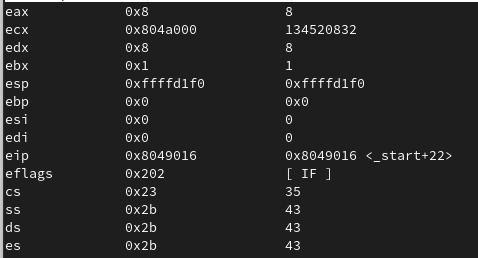 eax 0x8 8
ecx 0x804a000 134520832
edx 0x8 8
ebx 0x1 1
esp 0xffffd1f0 0xffffd1f0
ebp 0x0 0x0
esi 0x0 0
edi 0x0 0
eip 0x8049016 0x8049016 <_start+22>
eflags 0x202 [ IF ]
cs 0x23 35
ss 0x2b 43
ds 0x2b 43
es 0x2b 43